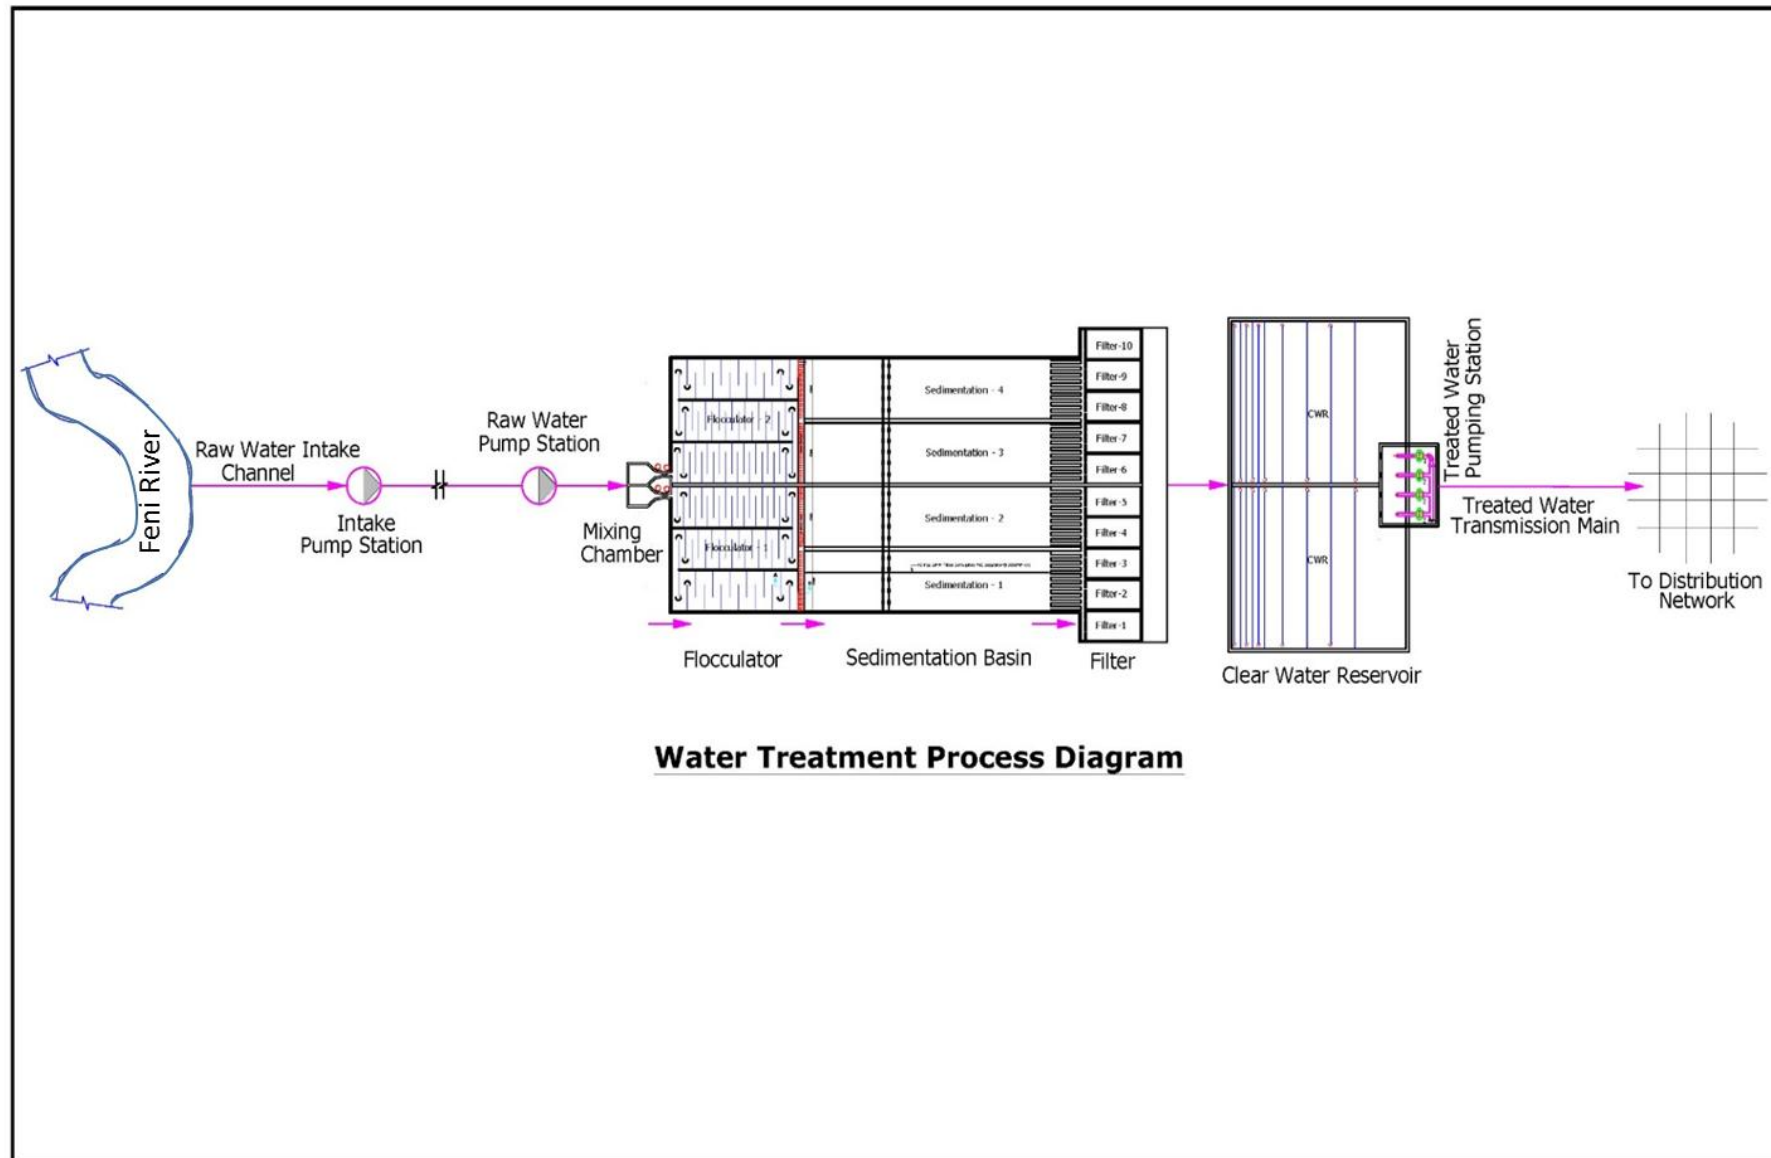 Feni River
Raw Water Intake
Channel
Intake
Pump Station
Raw Water
Pump Station
Mixing
Chamber
Flocculator - 2
Flocculator - 1
Sedimentation - 4
Sedimentation - 3
Sedimentation - 2
Sedimentation - 1
Filter-10
Filter-9
Filter-8
Filter-7
Filter-6
Filter-5
Filter-4
Filter-3
Filter-2
Filter-1
Flocculator
Sedimentation Basin
Filter
CWR
CWR
Clear Water Reservoir
Treated Water
Pumping Station
Treated Water
Transmission Main
To Distribution
Network
Water Treatment Process Diagram